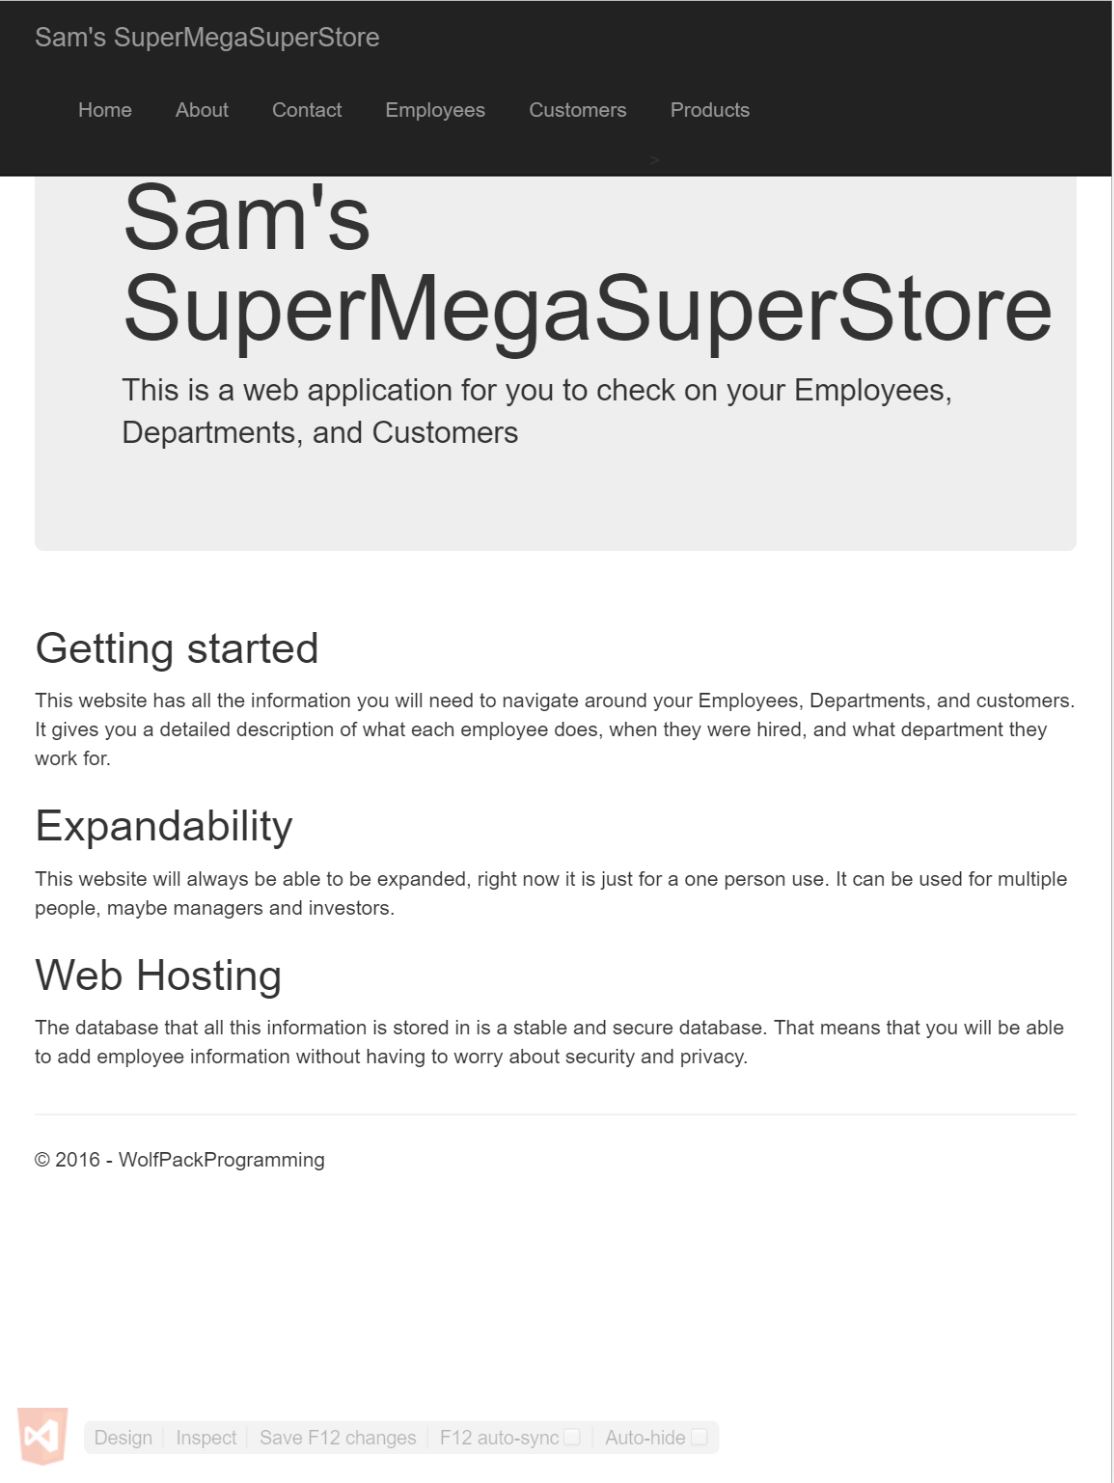 Sam's SuperMegaSuperStore
Home About Contact Employees Customers Products
>
Sam's
SuperMegaSuperStore
This is a web application for you to check on your Employees,
Departments, and Customers
Getting started
This website has all the information you will need to navigate around your Employees, Departments, and customers.
It gives you a detailed description of what each employee does, when they were hired, and what department they
work for.
Expandability
This website will always be able to be expanded, right now it is just for a one person use. It can be used for multiple
people, maybe managers and investors.
Web Hosting
The database that all this information is stored in is a stable and secure database. That means that you will be able
to add employee information without having to worry about security and privacy.
© 2016 - WolfPackProgramming
Design Inspect Save F12 changes F12 auto-sync Auto-hide